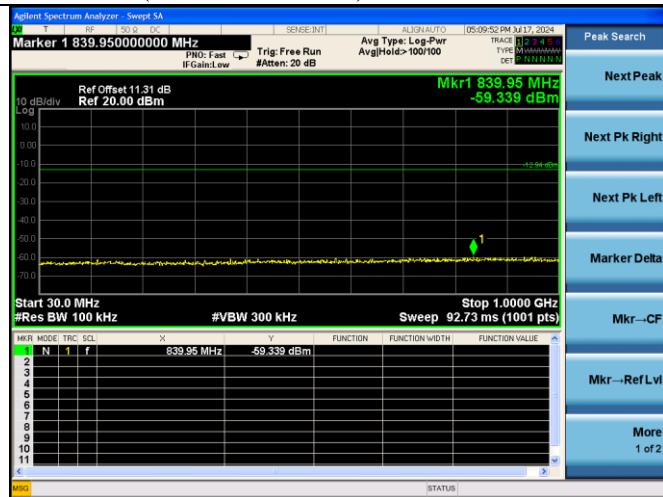 Agilent Spectrum Analyzer - Swept SA
T RF 50 Ω DC SENSE:INT ALIGN AUTO 05:09:52 PM Jul 17, 2024
Marker 1 839.950000000 MHz
PNO: Fast
IFGain:Low
Trig: Free Run
#Atten: 20 dB
Avg Type: Log-Pwr
Avg|Hold:>100/100
TRACE 1 2 3 4 5 6
TYPE M
DET P N N N N N
Peak Search
Next Peak
Next Pk Right
Next Pk Left
Marker Delta
Mkr→CF
Mkr→Ref Lvl
More
1 of 2
Mkr1 839.95 MHz
-59.339 dBm
Ref Offset 11.31 dB
10 dB/div Ref 20.00 dBm
Log
10.0
0.00
-10.0
-12.94 dBm
-20.0
-30.0
-40.0
-50.0
1
-60.0
-70.0
Start 30.0 MHz Stop 1.0000 GHz
#Res BW 100 kHz #VBW 300 kHz Sweep 92.73 ms (1001 pts)
MKR MODE TRC SCL X Y FUNCTION FUNCTION WIDTH FUNCTION VALUE
1 N 1 f 839.95 MHz -59.339 dBm
2
3
4
5
6
7
8
9
10
11
MSG STATUS